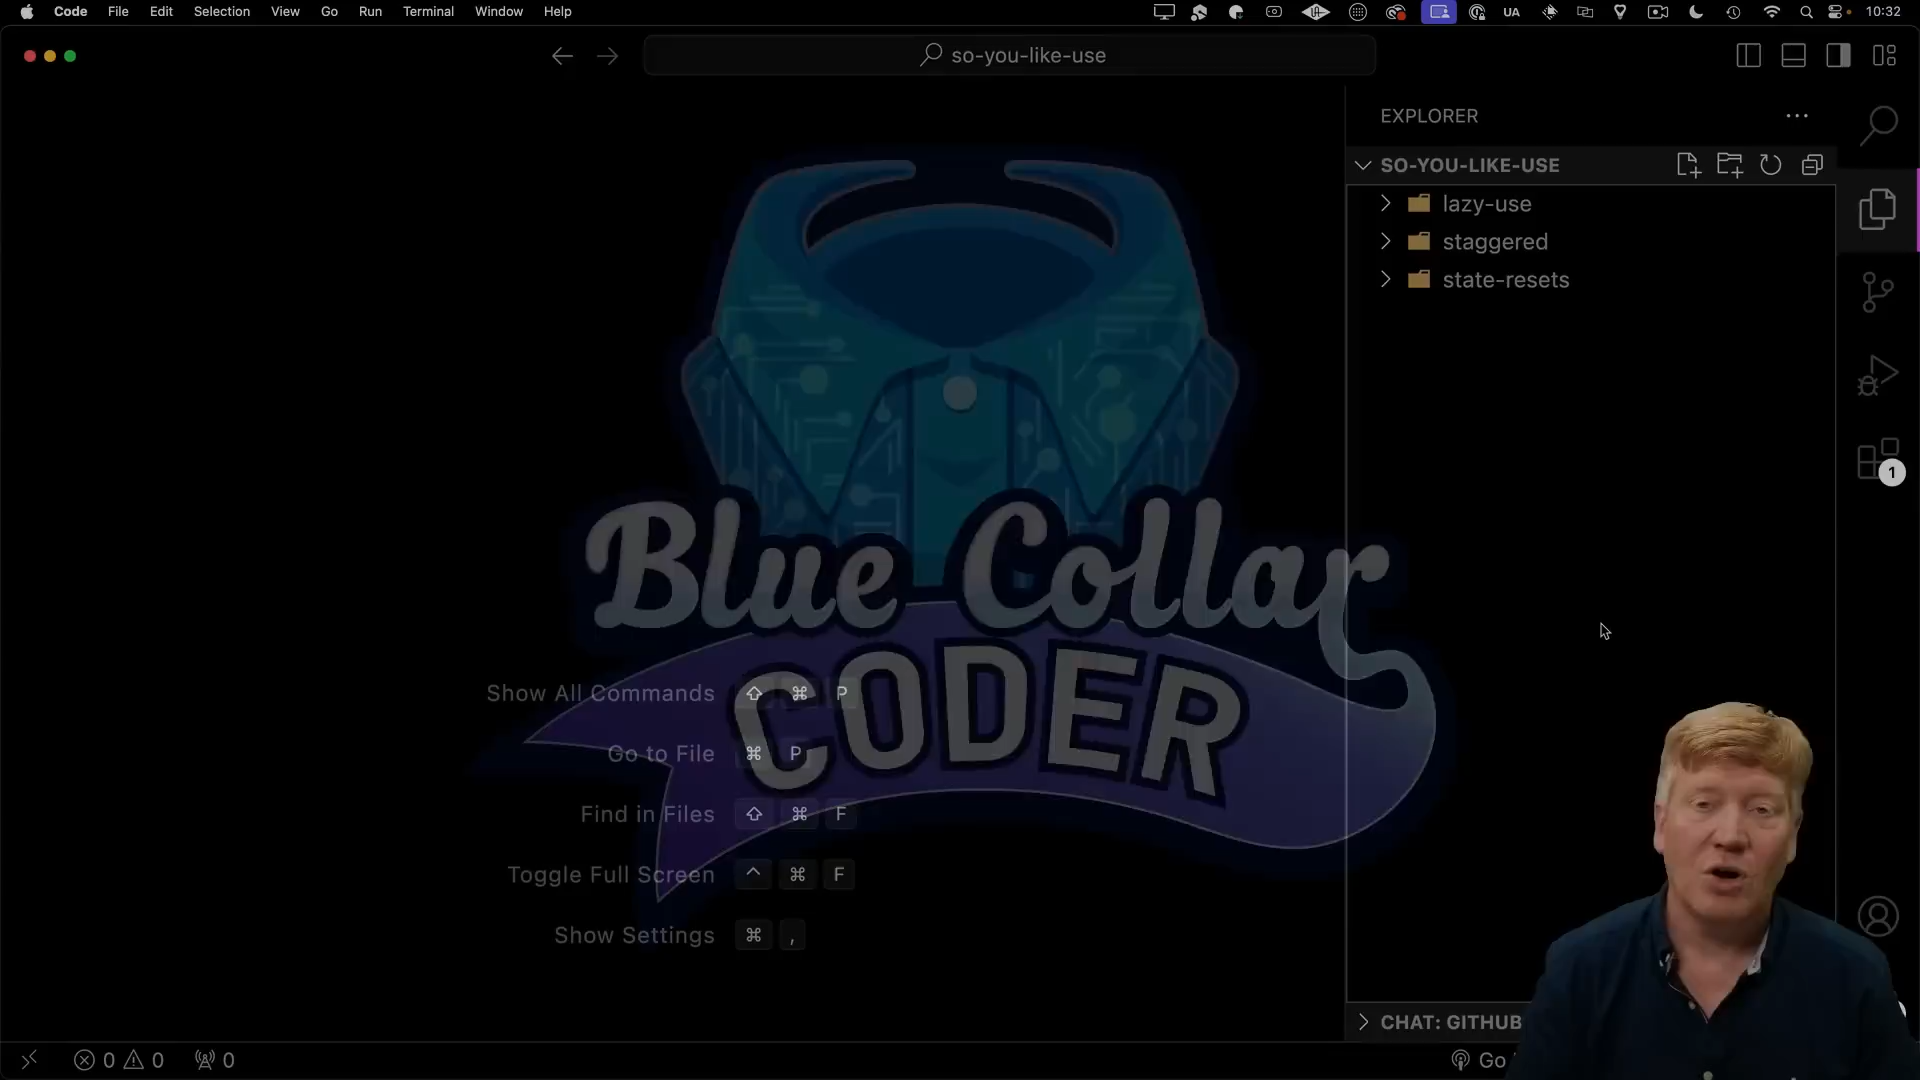 Code File Edit Selection View Go Run Terminal Window Help
UA 10:32
so-you-like-use
EXPLORER
SO-YOU-LIKE-USE
lazy-use
staggered
state-resets
1
Blue Collar
CODER
Show All Commands ⇧ ⌘ P
Go to File ⌘ P
Find in Files ⇧ ⌘ F
Toggle Full Screen ^ ⌘ F
Show Settings ⌘ ,
CHAT: GITHUB
0 0 0
Go